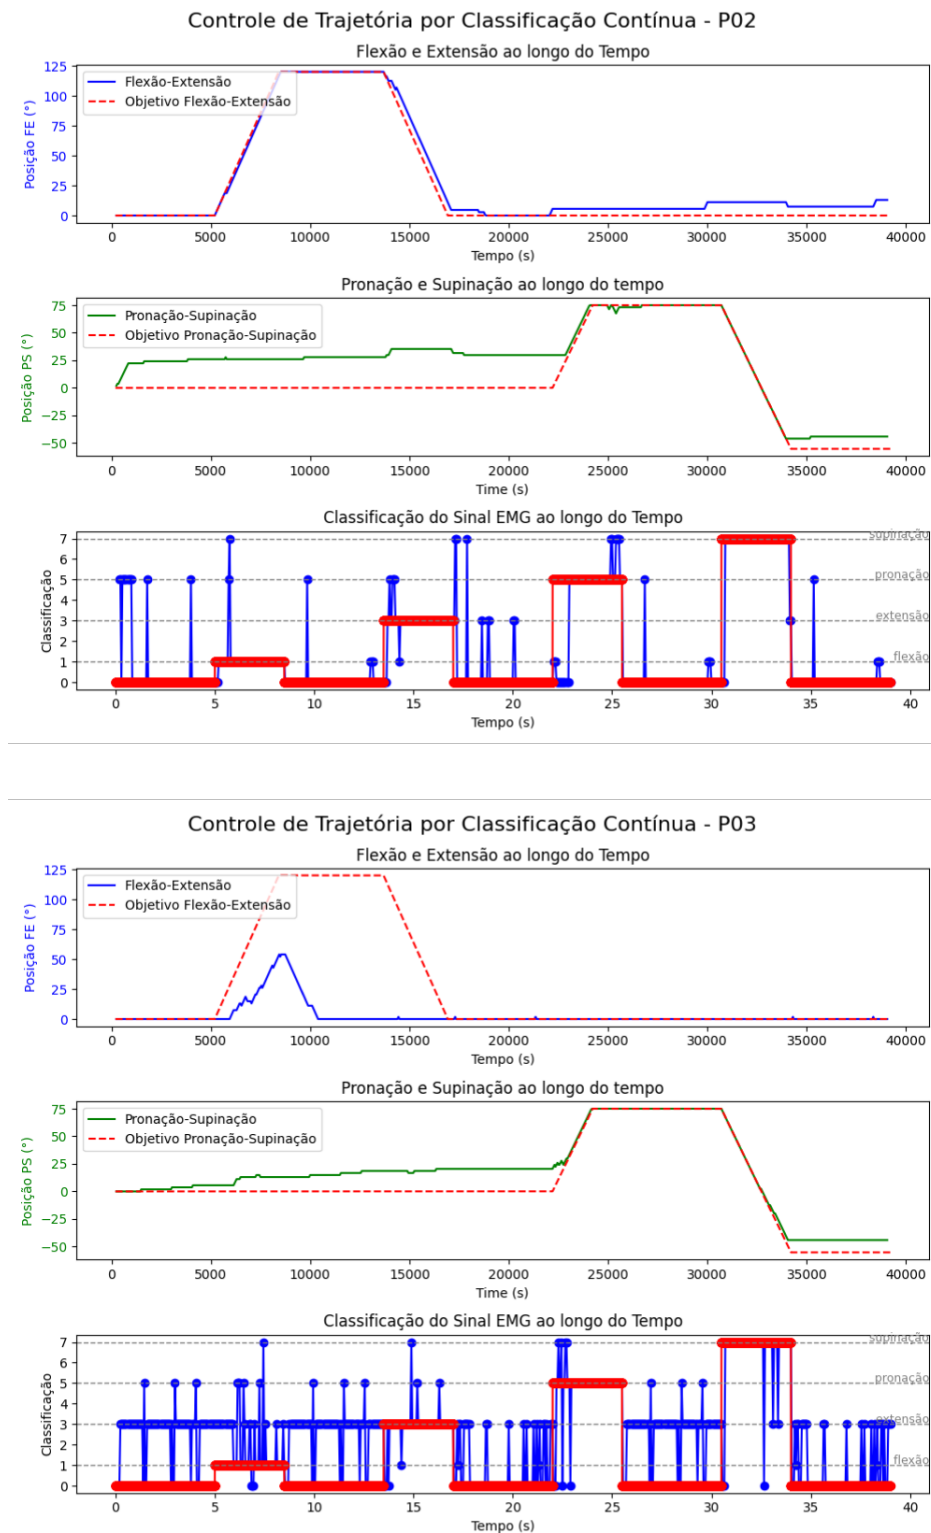 Controle de Trajetória por Classificação Contínua - P02
Flexão e Extensão ao longo do Tempo
125
100
75
50
25
0
Posição FE (°)
Flexão-Extensão
Objetivo Flexão-Extensão
0 5000 10000 15000 20000 25000 30000 35000 40000
Tempo (s)
Pronação e Supinação ao longo do tempo
75
50
25
0
−25
−50
Posição PS (°)
Pronação-Supinação
Objetivo Pronação-Supinação
0 5000 10000 15000 20000 25000 30000 35000 40000
Time (s)
Classificação do Sinal EMG ao longo do Tempo
7
6
5
4
3
2
1
0
Classificação
supinação
pronação
extensão
flexão
0 5 10 15 20 25 30 35 40
Tempo (s)
Controle de Trajetória por Classificação Contínua - P03
Flexão e Extensão ao longo do Tempo
125
100
75
50
25
0
Posição FE (°)
Flexão-Extensão
Objetivo Flexão-Extensão
0 5000 10000 15000 20000 25000 30000 35000 40000
Tempo (s)
Pronação e Supinação ao longo do tempo
75
50
25
0
−25
−50
Posição PS (°)
Pronação-Supinação
Objetivo Pronação-Supinação
0 5000 10000 15000 20000 25000 30000 35000 40000
Time (s)
Classificação do Sinal EMG ao longo do Tempo
7
6
5
4
3
2
1
0
Classificação
supinação
pronação
extensão
flexão
0 5 10 15 20 25 30 35 40
Tempo (s)